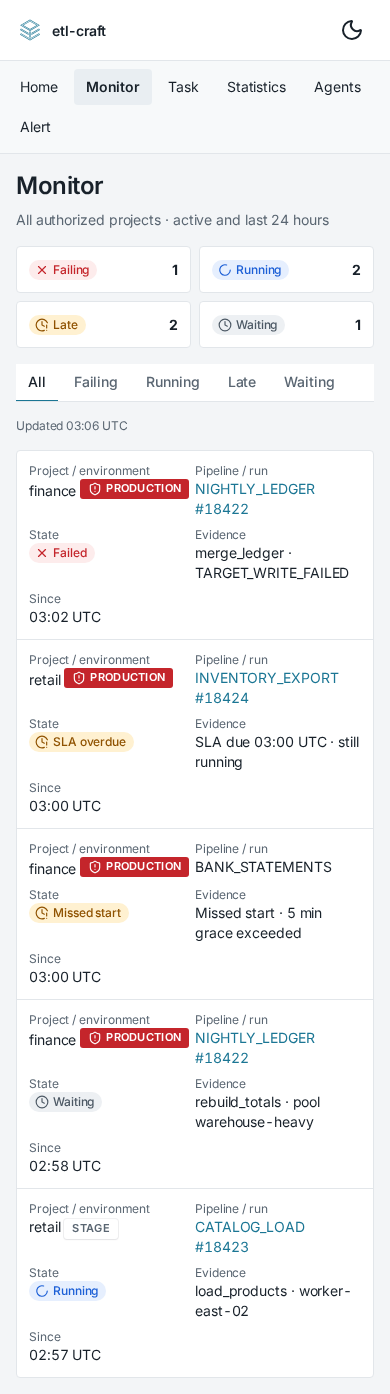 etl-craft
Home Monitor Task Statistics Agents
Alert
Monitor
All authorized projects · active and last 24 hours
Failing 1
Running 2
Late 2
Waiting 1
All Failing Running Late Waiting
Updated 03:06 UTC
Project / environment
finance PRODUCTION
Pipeline / run
NIGHTLY_LEDGER
#18422
State
Failed
Evidence
merge_ledger ·
TARGET_WRITE_FAILED
Since
03:02 UTC
Project / environment
retail PRODUCTION
Pipeline / run
INVENTORY_EXPORT
#18424
State
SLA overdue
Evidence
SLA due 03:00 UTC · still
running
Since
03:00 UTC
Project / environment
finance PRODUCTION
Pipeline / run
BANK_STATEMENTS
State
Missed start
Evidence
Missed start · 5 min
grace exceeded
Since
03:00 UTC
Project / environment
finance PRODUCTION
Pipeline / run
NIGHTLY_LEDGER
#18422
State
Waiting
Evidence
rebuild_totals · pool
warehouse-heavy
Since
02:58 UTC
Project / environment
retail STAGE
Pipeline / run
CATALOG_LOAD
#18423
State
Running
Evidence
load_products · worker-
east-02
Since
02:57 UTC